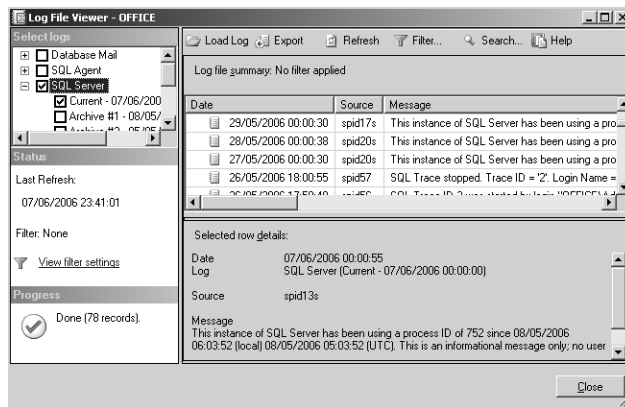 Log File Viewer - OFFICE
Select logs
Database Mail
SQL Agent
SQL Server
Current - 07/06/200
Archive #1 - 08/05/
Load Log Export Refresh Filter... Search... Help
Log file summary: No filter applied
Date Source Message
29/05/2006 00:00:30 spid17s This instance of SQL Server has been using a pro
28/05/2006 00:00:38 spid20s This instance of SQL Server has been using a pro
27/05/2006 00:00:30 spid20s This instance of SQL Server has been using a pro
26/05/2006 18:00:55 spid57 SQL Trace stopped. Trace ID = '2'. Login Name =
Status
Last Refresh:
07/06/2006 23:41:01
Filter: None
View filter settings
Progress
Done (78 records).
Selected row details:
Date 07/06/2006 00:00:55
Log SQL Server (Current - 07/06/2006 00:00:00)
Source spid13s
Message
This instance of SQL Server has been using a process ID of 752 since 08/05/2006
06:03:52 (local) 08/05/2006 05:03:52 (UTC). This is an informational message only; no user
Close